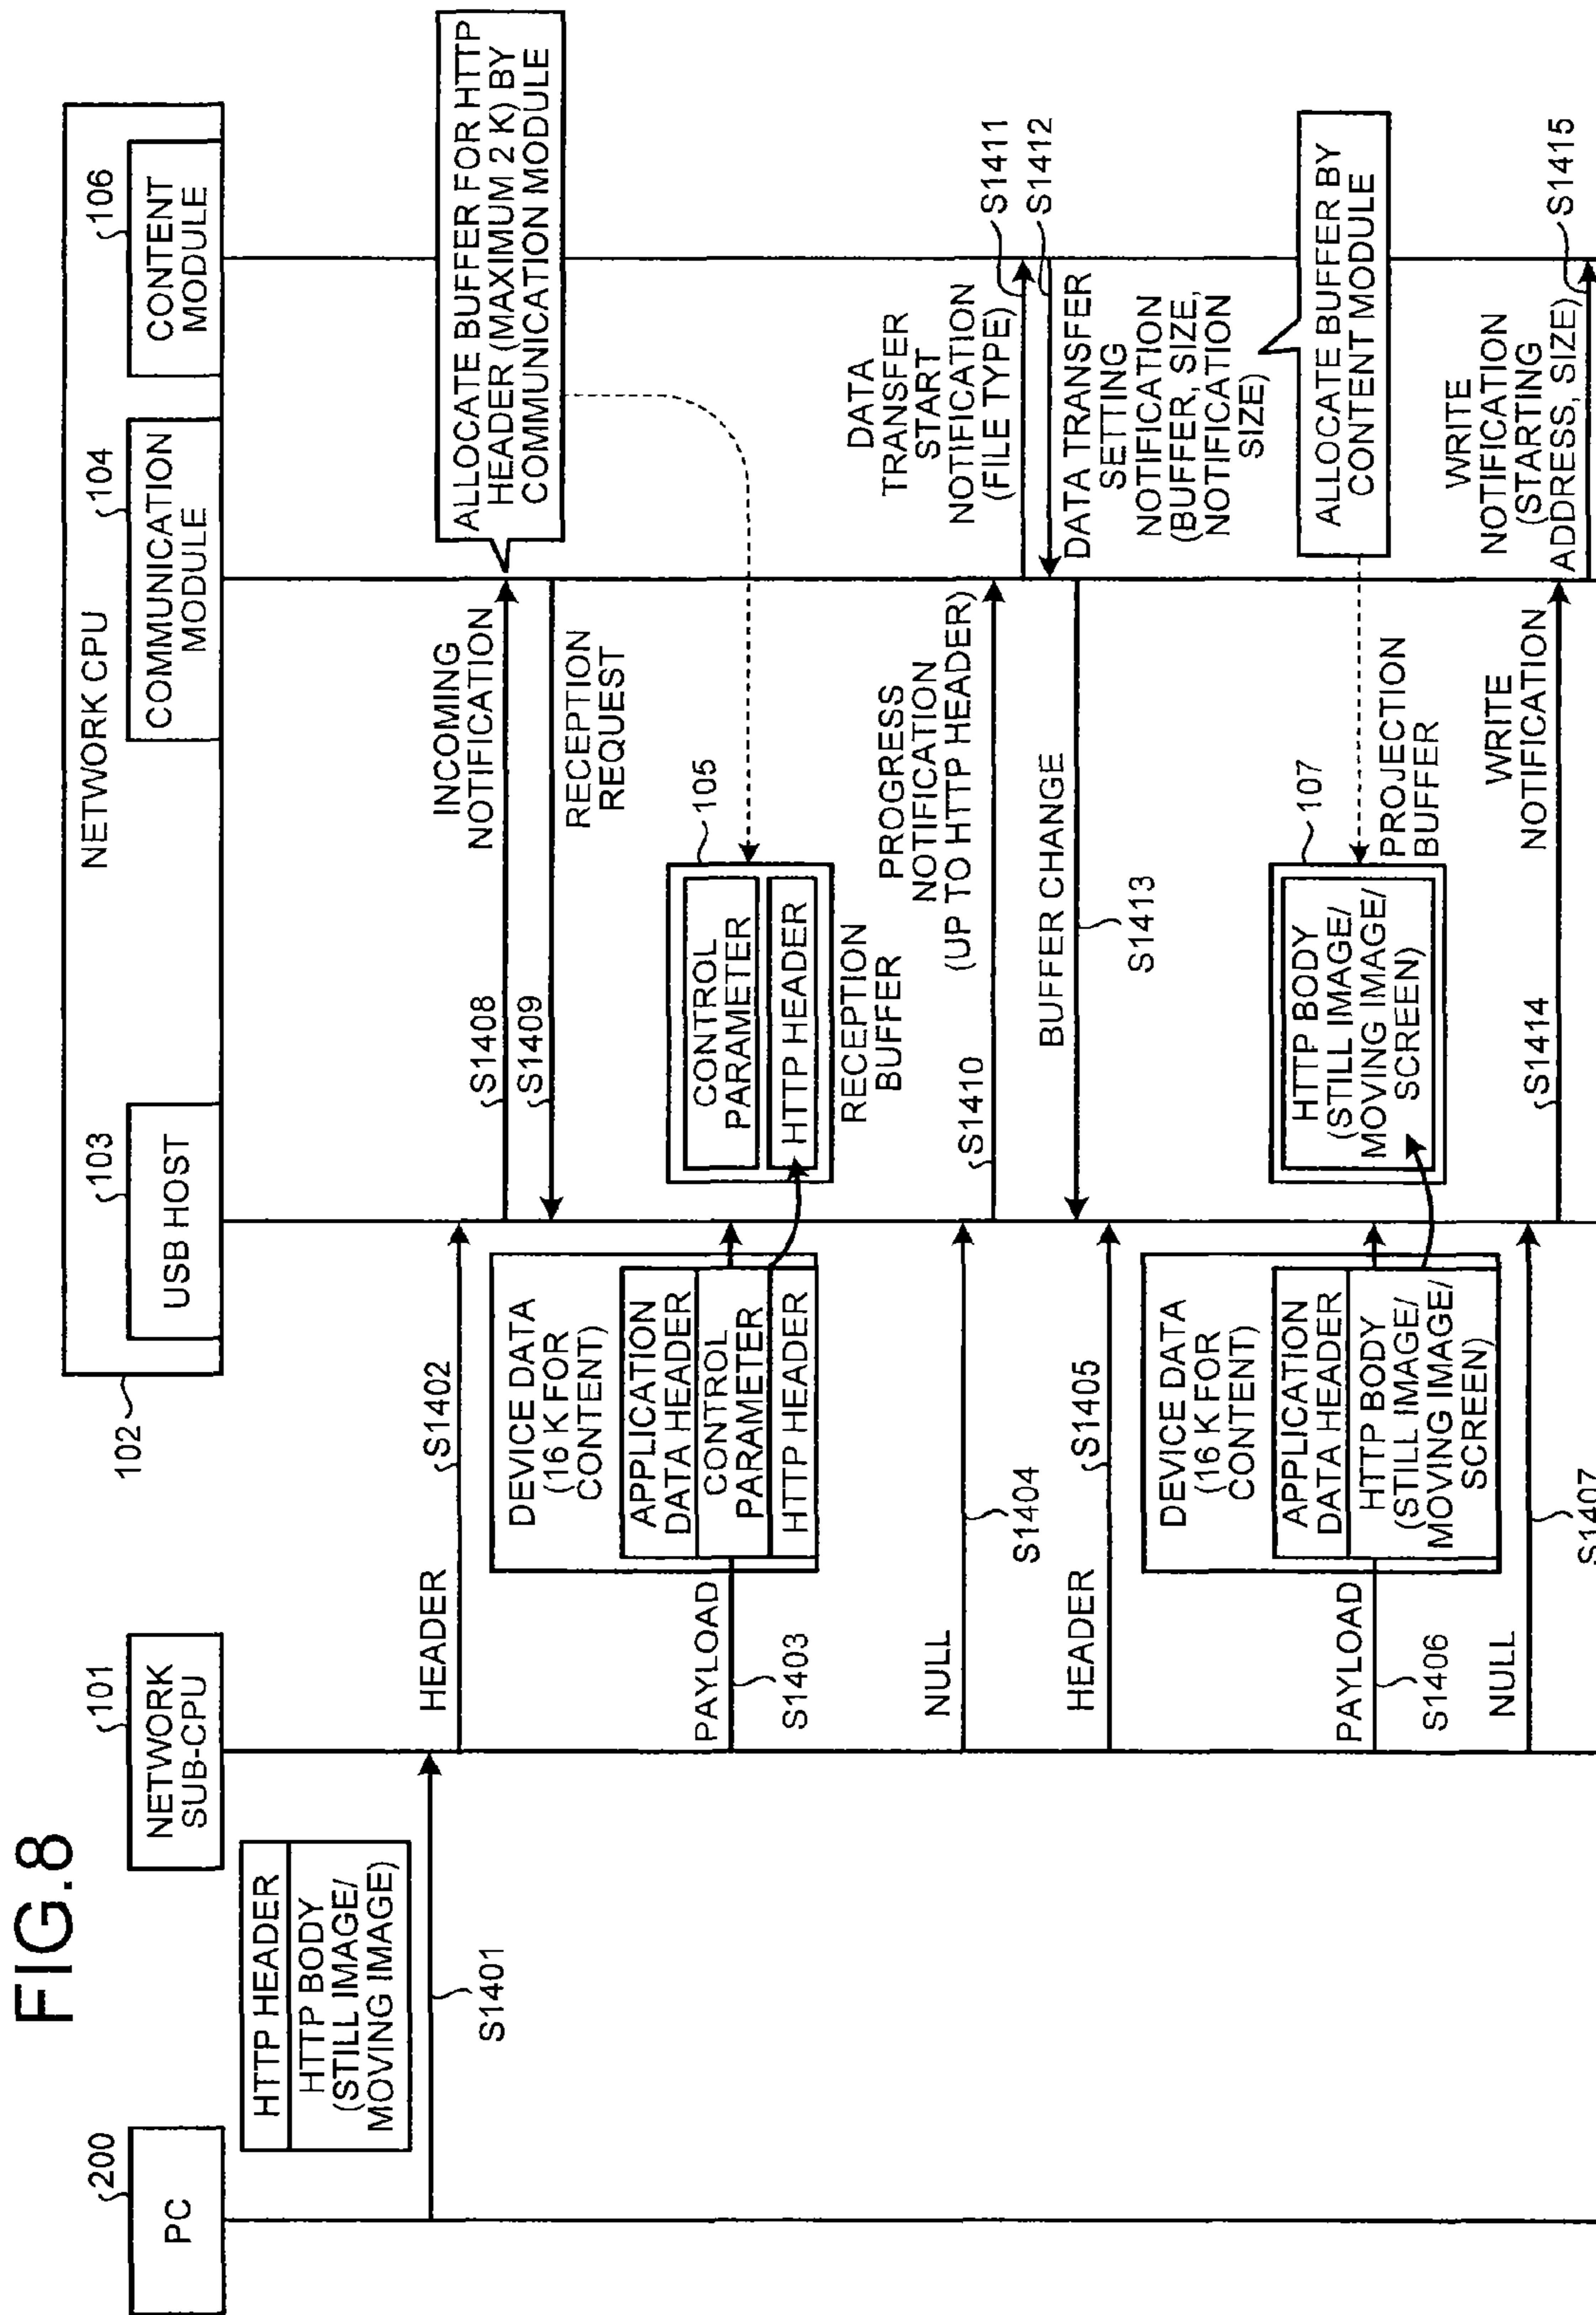 FIG.8
NETWORK CPU
102
PC
200
NETWORK
SUB-CPU
101
USB HOST
103
COMMUNICATION
MODULE
104
CONTENT
MODULE
106
HTTP HEADER
HTTP BODY
(STILL IMAGE/
MOVING IMAGE)
S1401
HEADER
S1402
INCOMING
NOTIFICATION
S1408
ALLOCATE BUFFER FOR HTTP
HEADER (MAXIMUM 2 K) BY
COMMUNICATION MODULE
S1409
RECEPTION
REQUEST
DEVICE DATA
(16 K FOR
CONTENT)
APPLICATION
DATA HEADER
CONTROL
PARAMETER
HTTP HEADER
PAYLOAD
S1403
105
CONTROL
PARAMETER
HTTP HEADER
RECEPTION
BUFFER
NULL
S1404
PROGRESS
NOTIFICATION
(UP TO HTTP HEADER)
S1410
DATA
TRANSFER
START
NOTIFICATION
(FILE TYPE)
S1411
S1412
DATA TRANSFER
SETTING
NOTIFICATION
(BUFFER, SIZE,
NOTIFICATION
SIZE)
BUFFER CHANGE
S1413
HEADER
S1405
DEVICE DATA
(16 K FOR
CONTENT)
APPLICATION
DATA HEADER
HTTP BODY
(STILL IMAGE/
MOVING IMAGE/
SCREEN)
PAYLOAD
S1406
107
HTTP BODY
(STILL IMAGE/
MOVING IMAGE/
SCREEN)
PROJECTION
BUFFER
ALLOCATE BUFFER BY
CONTENT MODULE
NULL
S1407
S1414
WRITE
NOTIFICATION
WRITE
NOTIFICATION
(STARTING
ADDRESS, SIZE)
S1415